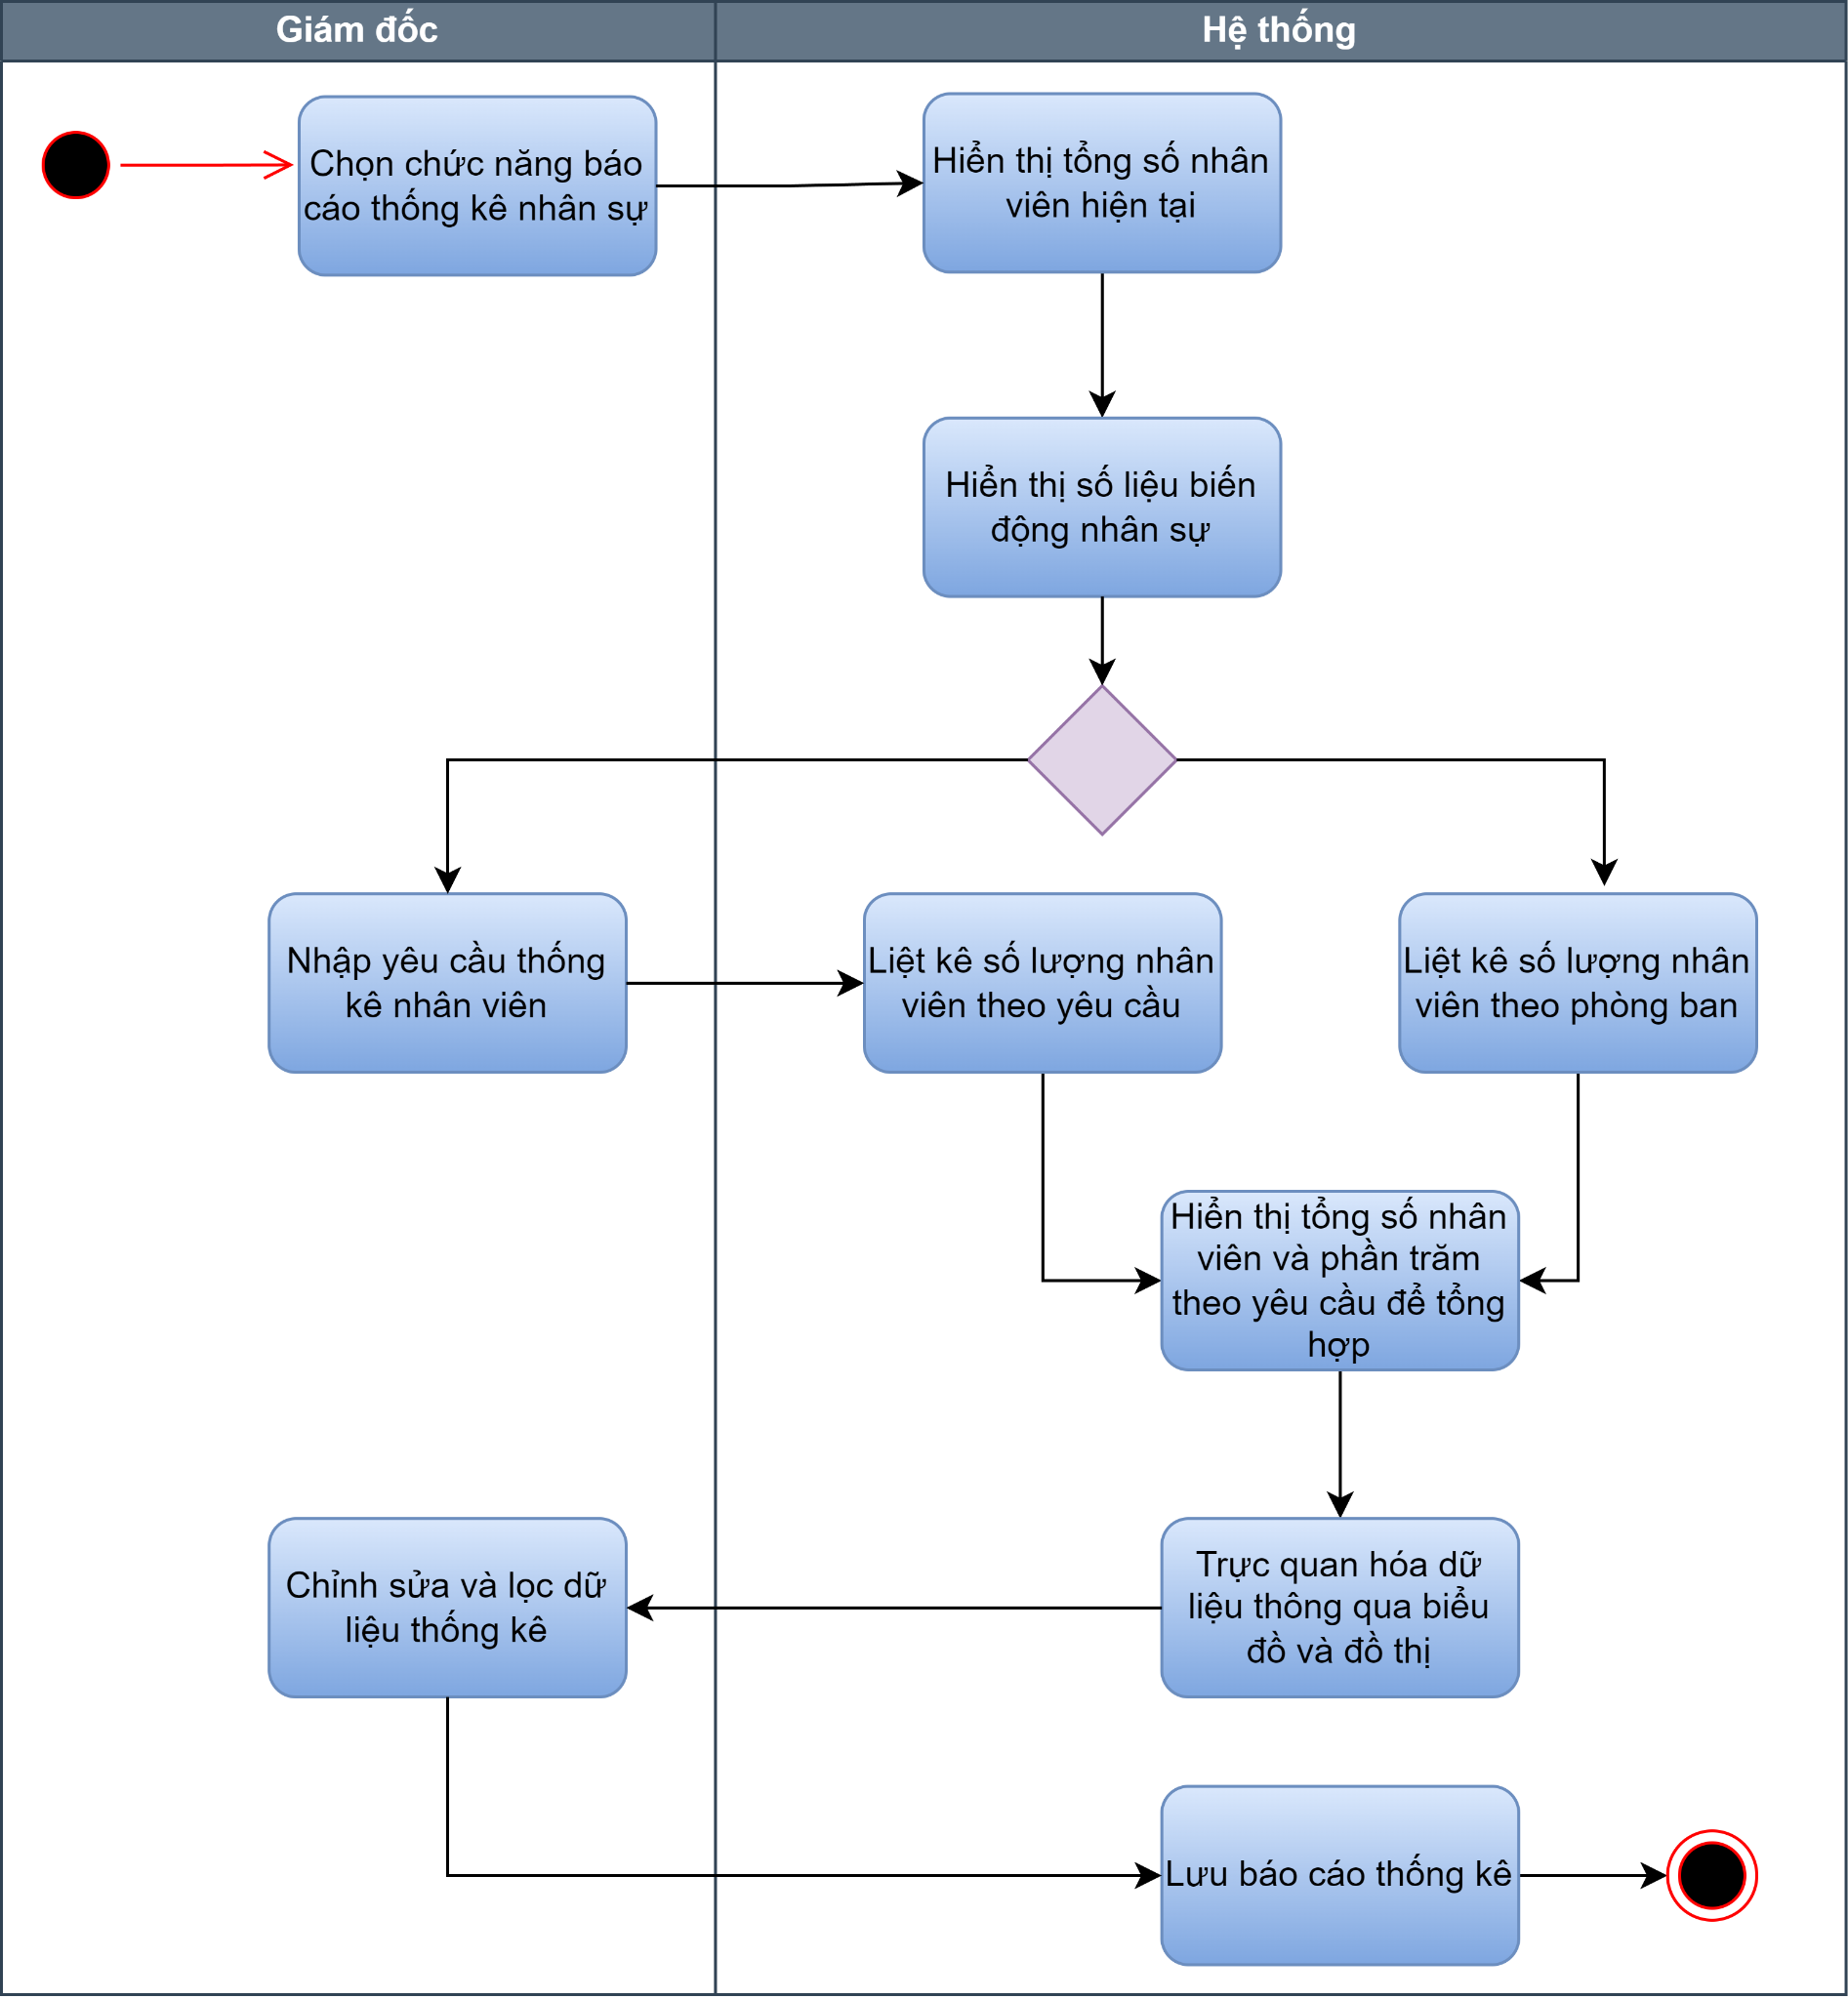 Giám đốc
Hệ thống
Chọn chức năng báo
cáo thống kê nhân sự
Hiển thị tổng số nhân
viên hiện tại
Hiển thị số liệu biến
động nhân sự
Nhập yêu cầu thống
kê nhân viên
Liệt kê số lượng nhân
viên theo yêu cầu
Liệt kê số lượng nhân
viên theo phòng ban
Hiển thị tổng số nhân
viên và phần trăm
theo yêu cầu để tổng
hợp
Trực quan hóa dữ
liệu thông qua biểu
đồ và đồ thị
Chỉnh sửa và lọc dữ
liệu thống kê
Lưu báo cáo thống kê